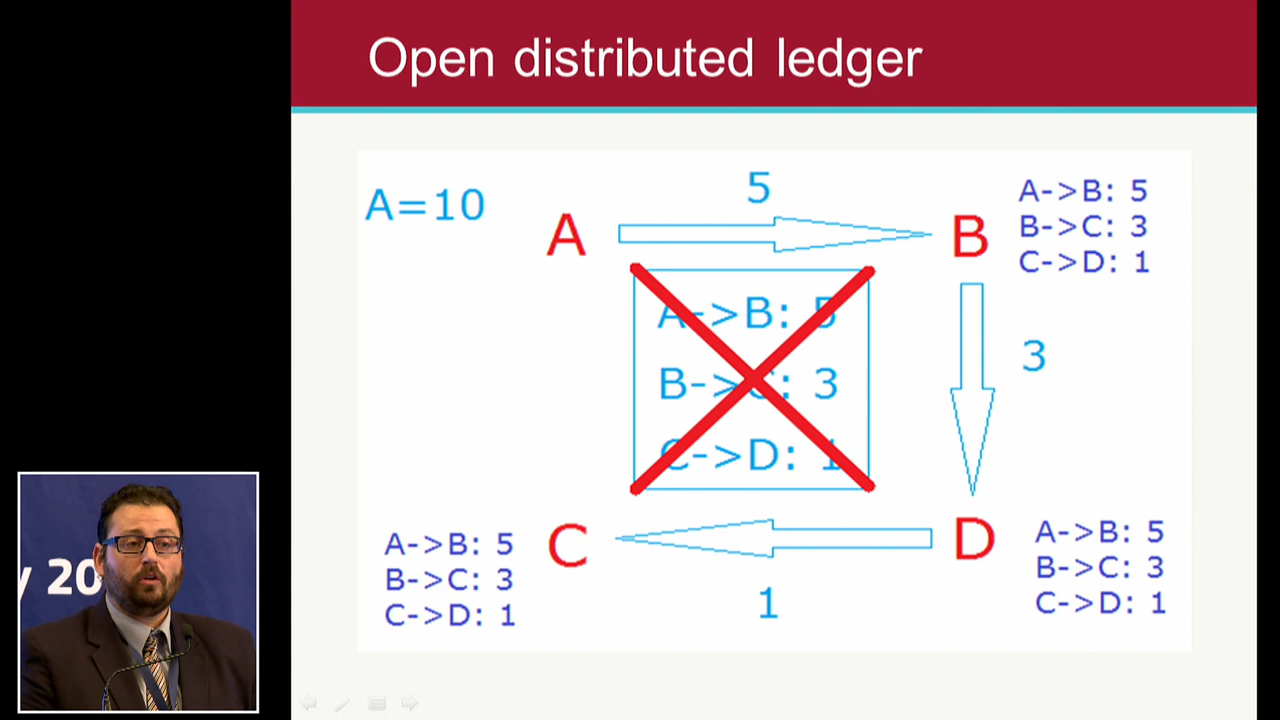 Open distributed ledger
A=10
A
5
B
A->B: 5
B->C: 3
C->D: 1
A->B: 5
B->C: 3
C->D: 1
3
A->B: 5
B->C: 3
C->D: 1
C
1
D
A->B: 5
B->C: 3
C->D: 1
y 20